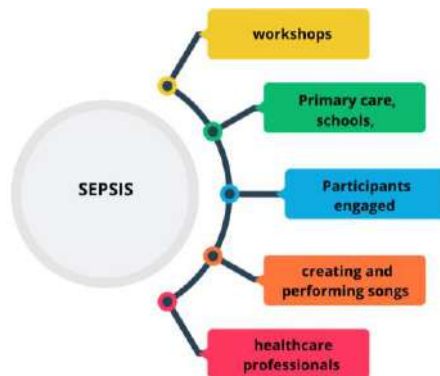 workshops
Primary care,
schools,
SEPSIS
Participants
engaged
creating and
performing songs
healthcare
professionals